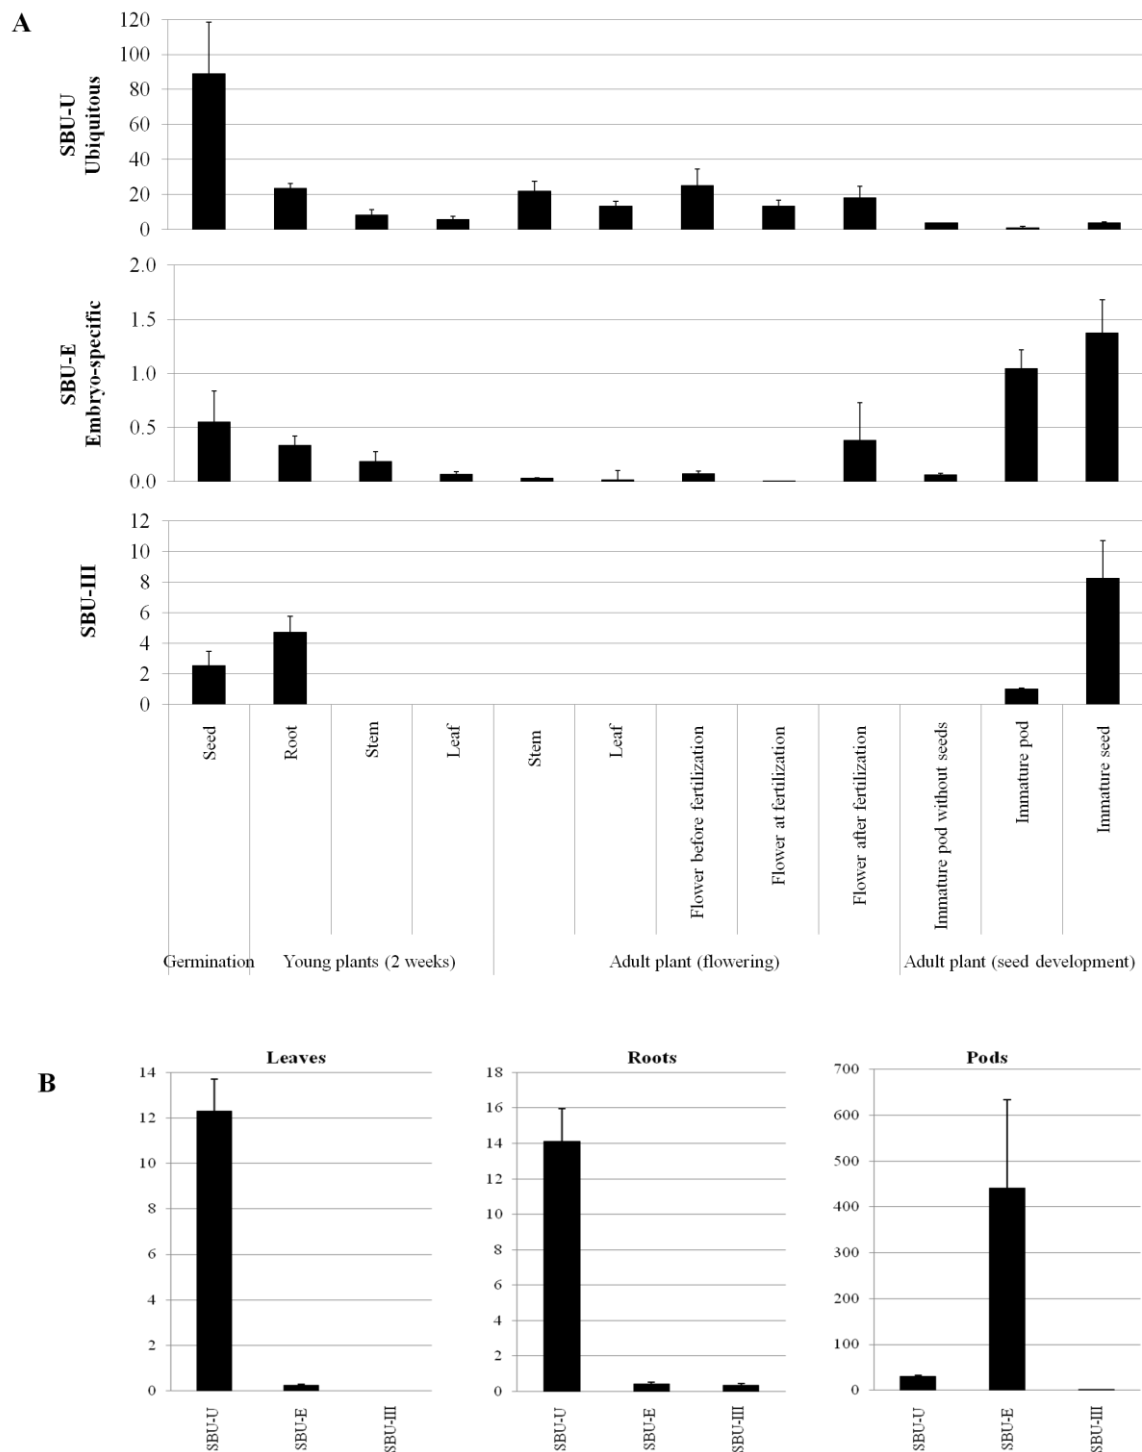 A
SBU-U
Ubiquitous
120
100
80
60
40
20
0
SBU-E
Embryo-specific
2.0
1.5
1.0
0.5
0.0
SBU-III
12
10
8
6
4
2
0
Seed
Root
Stem
Leaf
Stem
Leaf
Flower before fertilization
Flower at fertilization
Flower after fertilization
Immature pod without seeds
Immature pod
Immature seed
Germination
Young plants (2 weeks)
Adult plant (flowering)
Adult plant (seed development)
B
Leaves
14
12
10
8
6
4
2
0
SBU-U
SBU-E
SBU-III
Roots
18
16
14
12
10
8
6
4
2
0
SBU-U
SBU-E
SBU-III
Pods
700
600
500
400
300
200
100
0
SBU-U
SBU-E
SBU-III